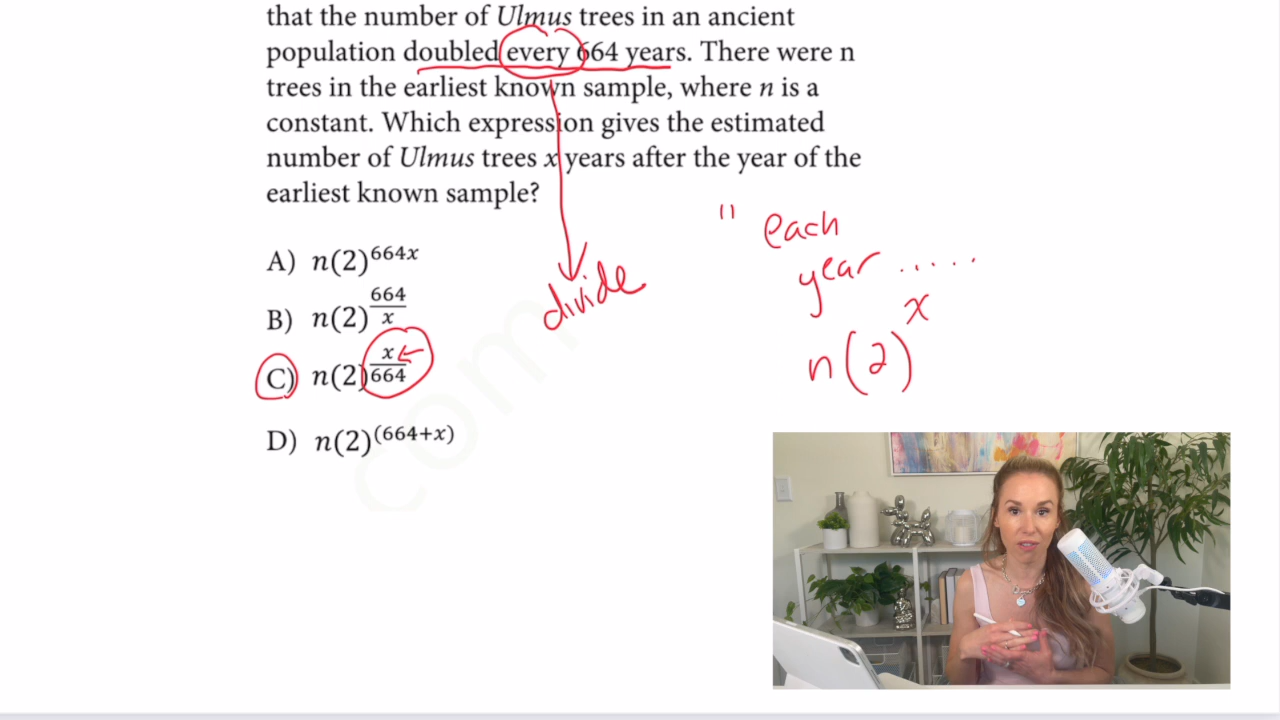 that the number of Ulmus trees in an ancient
population doubled every 664 years. There were n
trees in the earliest known sample, where n is a
constant. Which expression gives the estimated
number of Ulmus trees x years after the year of the
earliest known sample?
A) n(2)^664x
B) n(2)^664/x
C) n(2)^x/664
D) n(2)^(664+x)
divide
" each
year .....
n(2)^x
com